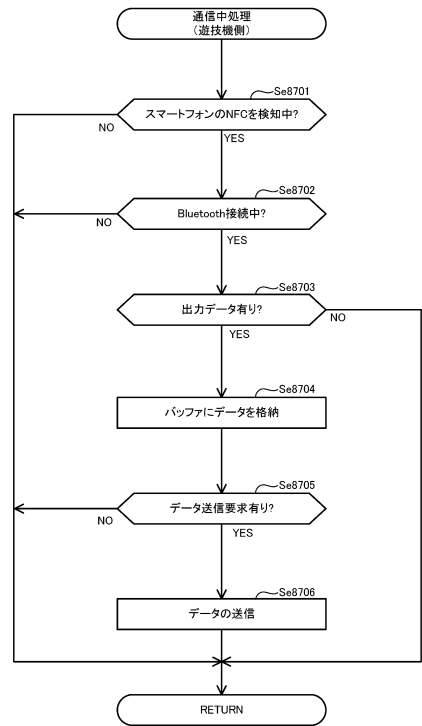 通信中処理
(遊技機側)
Se8701
スマートフォンのNFCを検知中?
NO
YES
Se8702
Bluetooth接続中?
NO
YES
Se8703
出力データ有り?
NO
YES
Se8704
バッファにデータを格納
Se8705
データ送信要求有り?
NO
YES
Se8706
データの送信
RETURN